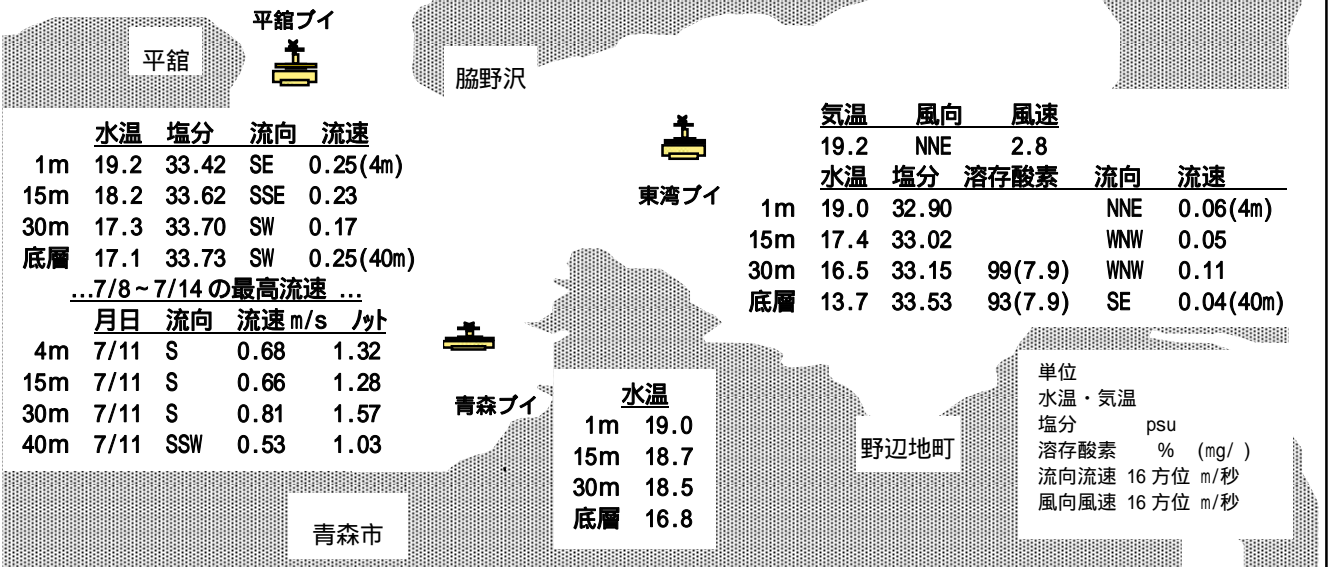 平舘ブイ
平舘
脇野沢
水温 塩分 流向 流速
1m 19.2 33.42 SE 0.25(4m)
15m 18.2 33.62 SSE 0.23
30m 17.3 33.70 SW 0.17
底層 17.1 33.73 SW 0.25(40m)
...7/8~7/14の最高流速 ...
月日 流向 流速m/s ノット
4m 7/11 S 0.68 1.32
15m 7/11 S 0.66 1.28
30m 7/11 S 0.81 1.57
40m 7/11 SSW 0.53 1.03
東湾ブイ
気温 風向 風速
19.2 NNE 2.8
水温 塩分 溶存酸素 流向 流速
1m 19.0 32.90 NNE 0.06(4m)
15m 17.4 33.02 WNW 0.05
30m 16.5 33.15 99(7.9) WNW 0.11
底層 13.7 33.53 93(7.9) SE 0.04(40m)
青森ブイ
水温
1m 19.0
15m 18.7
30m 18.5
底層 16.8
青森市
野辺地町
単位
水温・気温
塩分 psu
溶存酸素 % (mg/ )
流向流速 16方位 m/秒
風向風速 16方位 m/秒